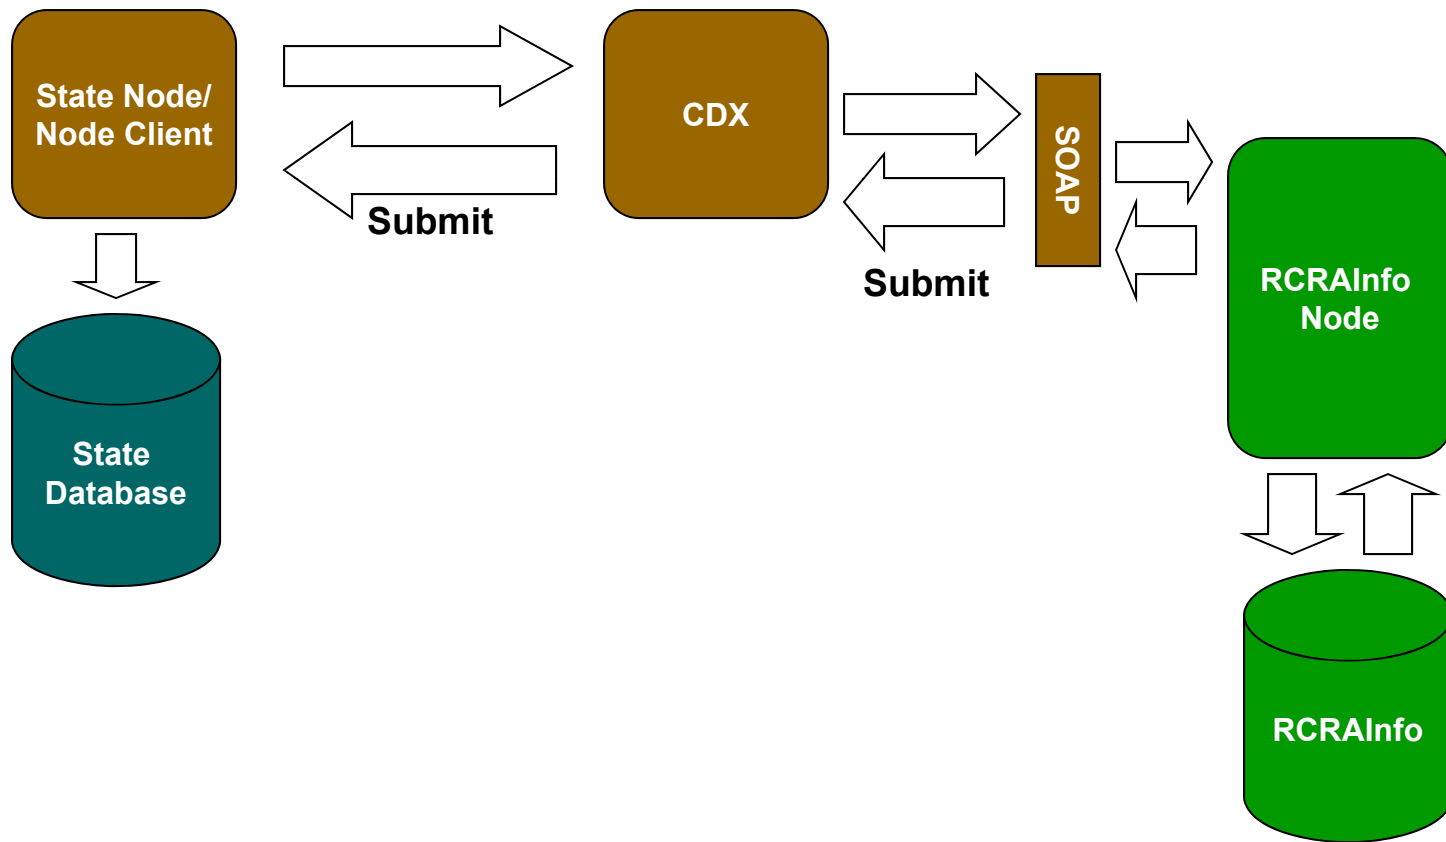 State Node/
Node Client
CDX
SOAP
Submit
Submit
RCRAInfo
Node
State
Database
RCRAInfo